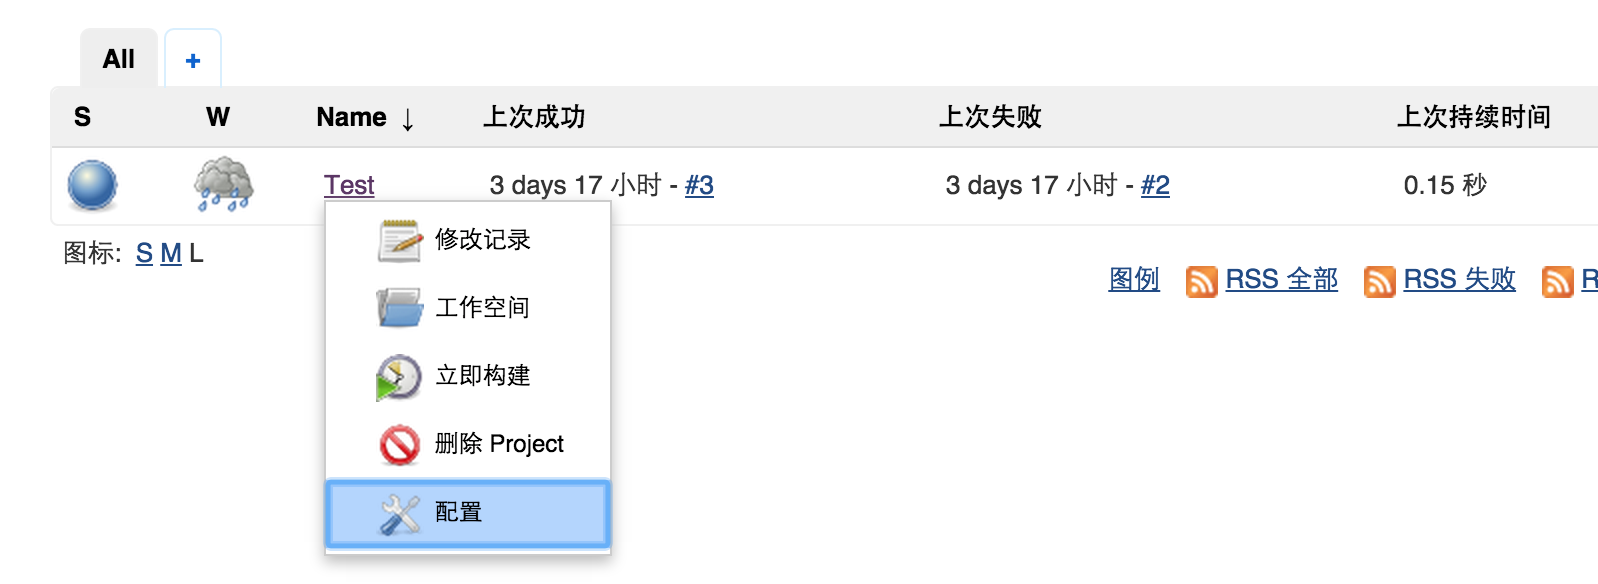 All +
S W Name ↓ 上次成功 上次失败 上次持续时间
Test 3 days 17 小时 - #3 3 days 17 小时 - #2 0.15 秒
修改记录
工作空间
立即构建
删除 Project
配置
图标: S M L
图例 RSS 全部 RSS 失败 R